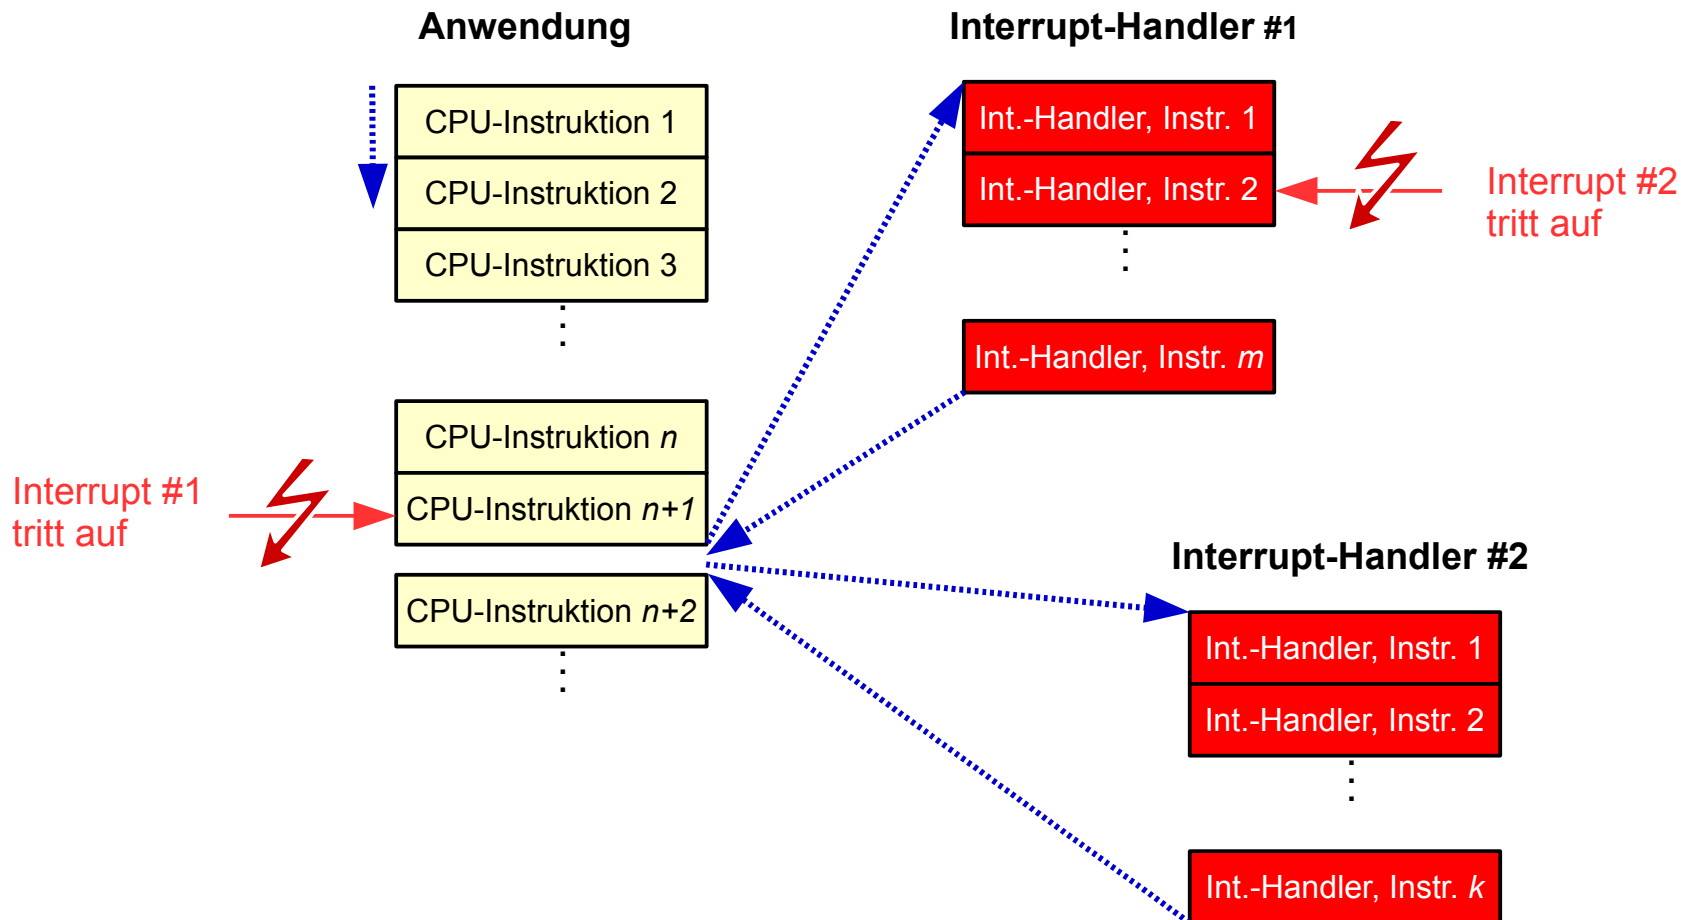 Anwendung
CPU-Instruktion 1
CPU-Instruktion 2
CPU-Instruktion 3
CPU-Instruktion n
CPU-Instruktion n+1
CPU-Instruktion n+2
Interrupt #1
tritt auf
Interrupt-Handler #1
Int.-Handler, Instr. 1
Int.-Handler, Instr. 2
Int.-Handler, Instr. m
Interrupt #2
tritt auf
Interrupt-Handler #2
Int.-Handler, Instr. 1
Int.-Handler, Instr. 2
Int.-Handler, Instr. k